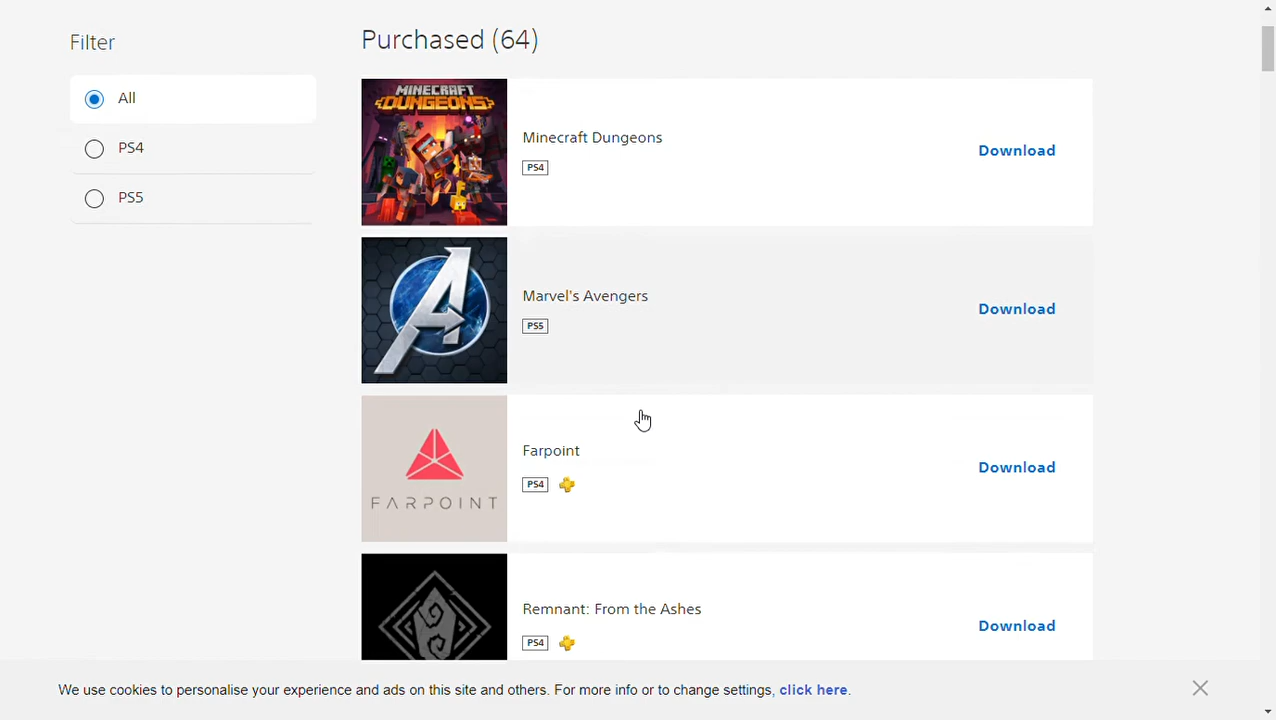 Filter
All
PS4
PS5
Purchased (64)
MINECRAFT
DUNGEONS
Minecraft Dungeons
PS4
Download
Marvel's Avengers
PS5
Download
FARPOINT
Farpoint
PS4
Download
Remnant: From the Ashes
PS4
Download
We use cookies to personalise your experience and ads on this site and others. For more info or to change settings, click here.